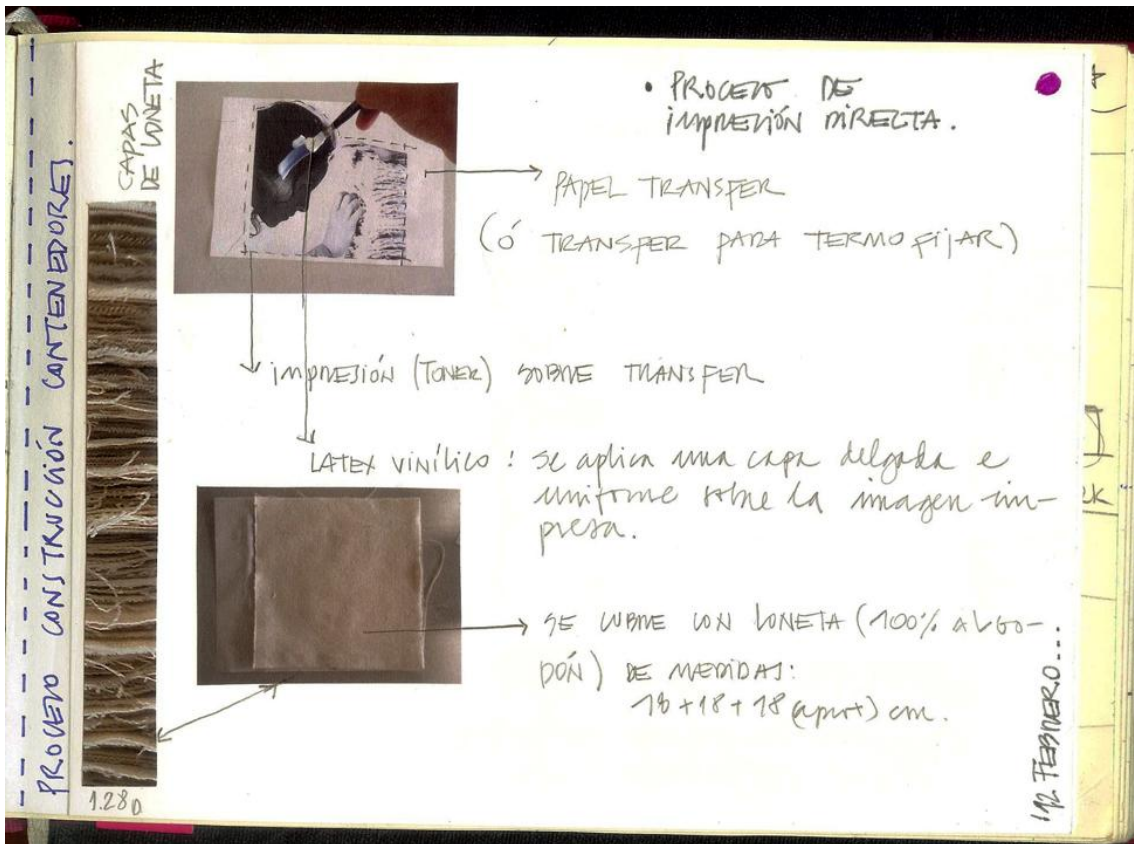 PROCESO CONSTRUCCIÓN CONTENEDORES.
CAPAS
DE LONETA
• PROCESO DE
IMPRESIÓN DIRECTA.
PAPEL TRANSFER
(ó TRANSFER PARA TERMOFIJAR)
IMPRESIÓN (TONER) SOBRE TRANSFER
LATEX VINÍLICO: se aplica una capa delgada e
uniforme sobre la imagen im-
presa.
SE CUBRE CON LONETA (100% ALGO-
DÓN) DE MEDIDAS:
18+18+18 (aprox) cm.
1.28a
12 FEBRERO...